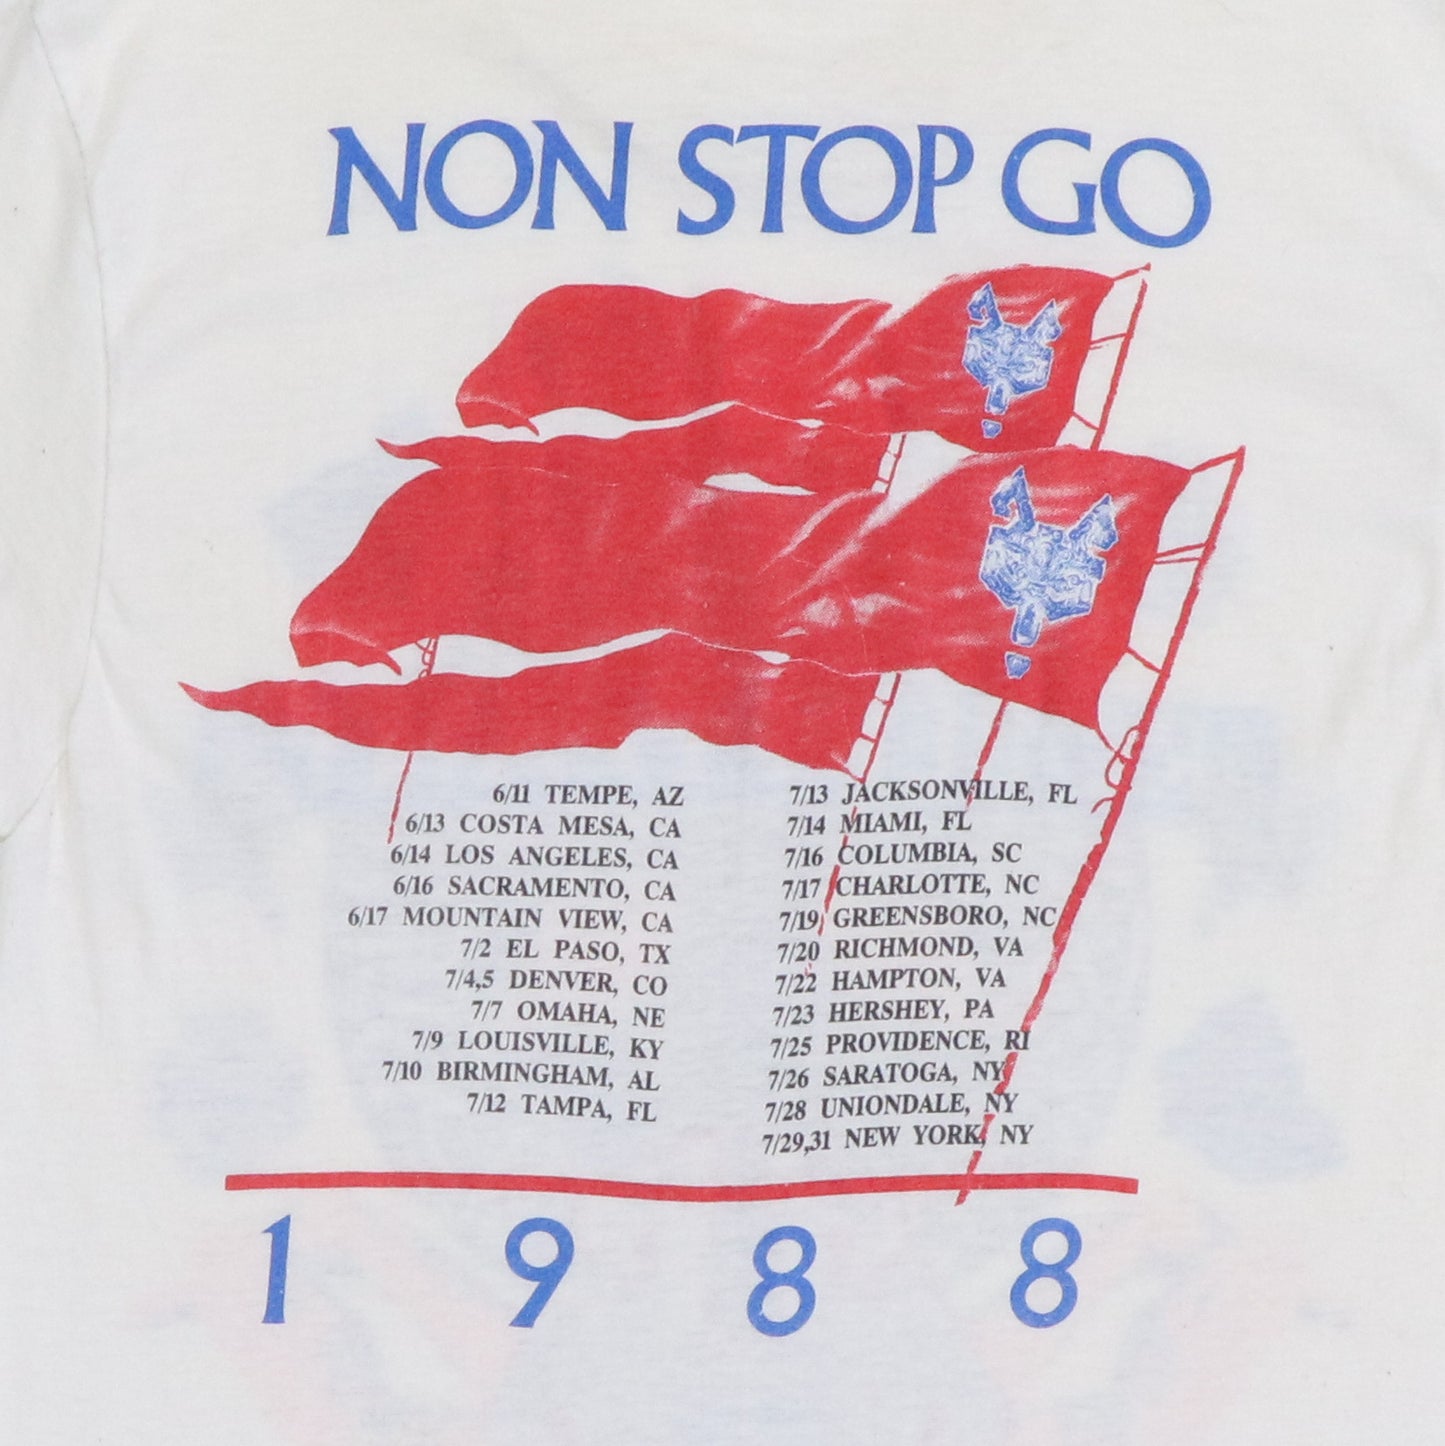 NON STOP GO
6/11 TEMPE, AZ
6/13 COSTA MESA, CA
6/14 LOS ANGELES, CA
6/16 SACRAMENTO, CA
6/17 MOUNTAIN VIEW, CA
7/2 EL PASO, TX
7/4,5 DENVER, CO
7/7 OMAHA, NE
7/9 LOUISVILLE, KY
7/10 BIRMINGHAM, AL
7/12 TAMPA, FL
7/13 JACKSONVILLE, FL
7/14 MIAMI, FL
7/16 COLUMBIA, SC
7/17 CHARLOTTE, NC
7/19 GREENSBORO, NC
7/20 RICHMOND, VA
7/22 HAMPTON, VA
7/23 HERSHEY, PA
7/25 PROVIDENCE, RI
7/26 SARATOGA, NY
7/28 UNIONDALE, NY
7/29,31 NEW YORK, NY
1988